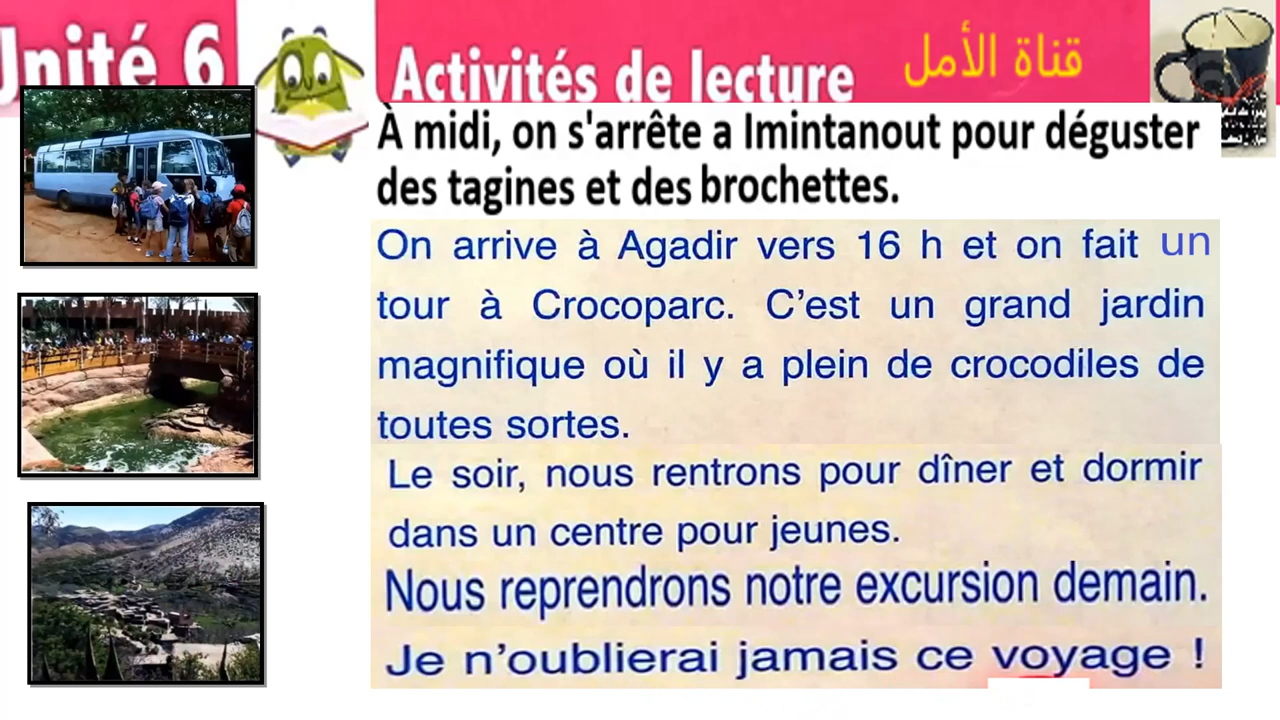 Unité 6
Activités de lecture
قناة الأمل
À midi, on s'arrête a Imintanout pour déguster
des tagines et des brochettes.
On arrive à Agadir vers 16 h et on fait un
tour à Crocoparc. C'est un grand jardin
magnifique où il y a plein de crocodiles de
toutes sortes.
Le soir, nous rentrons pour dîner et dormir
dans un centre pour jeunes.
Nous reprendrons notre excursion demain.
Je n'oublierai jamais ce voyage !